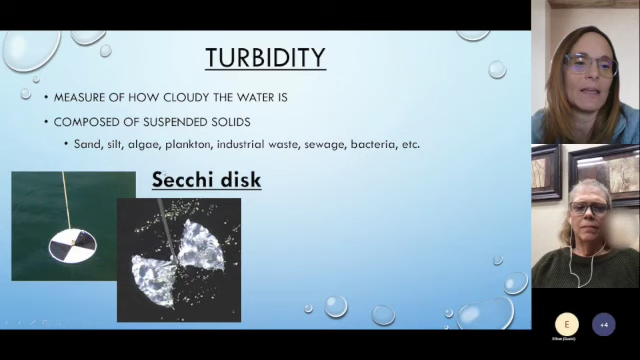 TURBIDITY
• MEASURE OF HOW CLOUDY THE WATER IS
• COMPOSED OF SUSPENDED SOLIDS
• Sand, silt, algae, plankton, industrial waste, sewage, bacteria, etc.
Secchi disk
E
+4